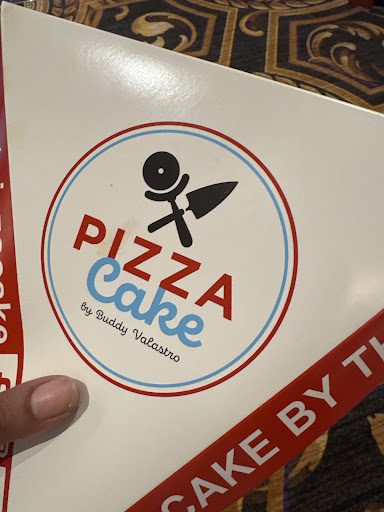 PIZZA
Cake
by Buddy Valastro
CAKE BY TH